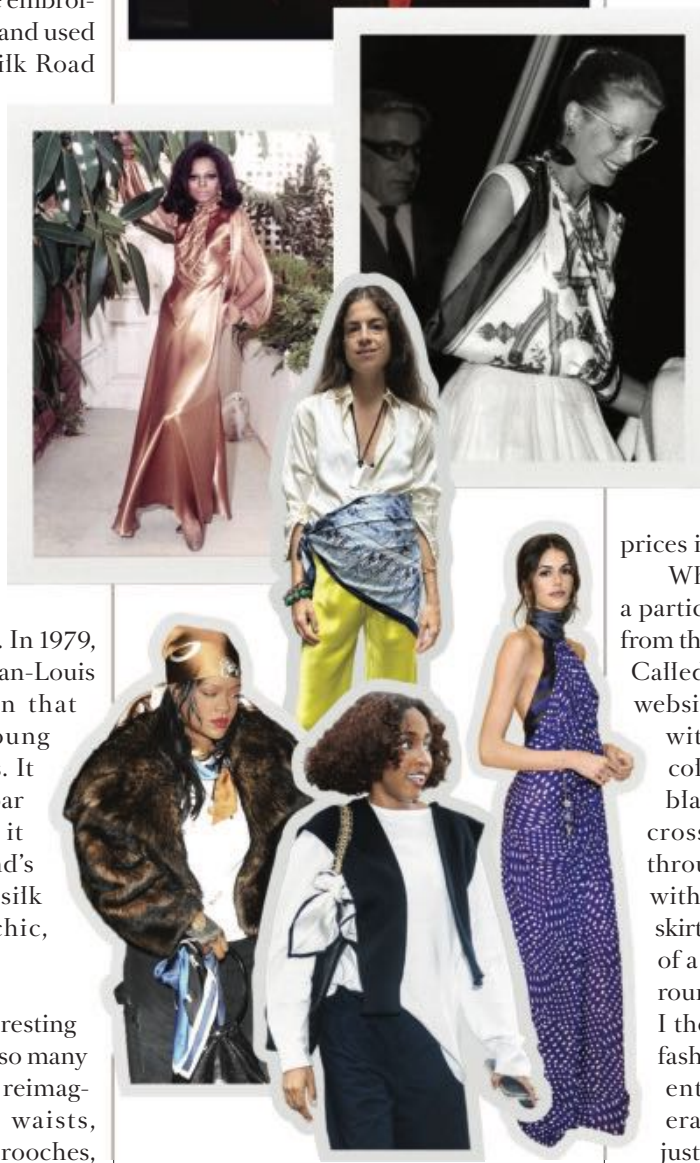 embroi-
and used
ilk Road
. In 1979,
an-Louis
n that
oung
. It
ar
it
nd's
silk
chic,
resting
so many
reimag-
waists,
rooches,
prices i
Wh
a partic
from th
Called
websi
wit
col
bla
cross
throu
with
skirt
of a
roun
I the
fash
ent
era
just